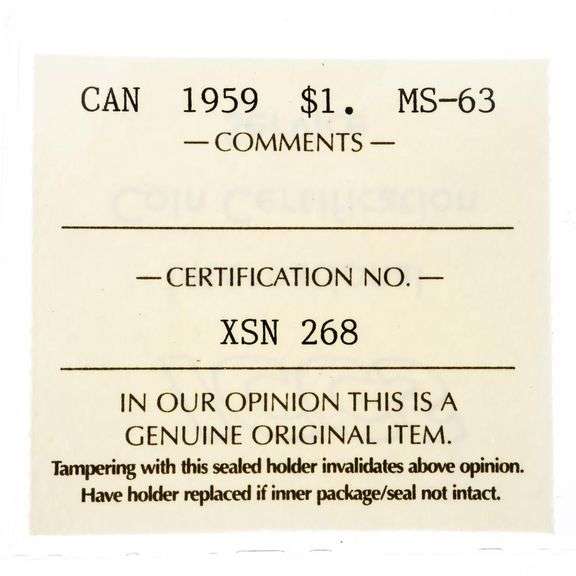 CAN 1959 $1. MS-63
— COMMENTS —
— CERTIFICATION NO. —
XSN 268
IN OUR OPINION THIS IS A
GENUINE ORIGINAL ITEM.
Tampering with this sealed holder invalidates above opinion.
Have holder replaced if inner package/seal not intact.